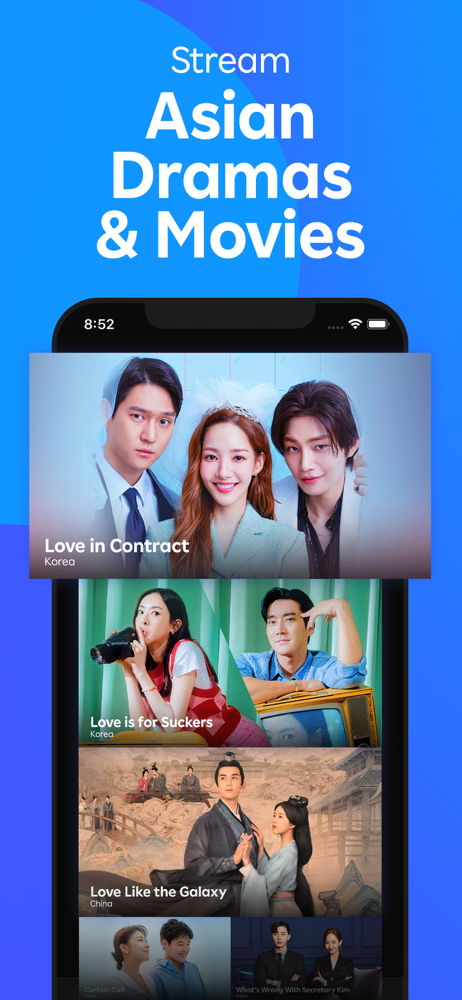 Stream
Asian
Dramas
& Movies
8:52
Love in Contract
Korea
Love is for Suckers
Korea
Love Like the Galaxy
China
Curtain Call
What's Wrong With Secretary Kim